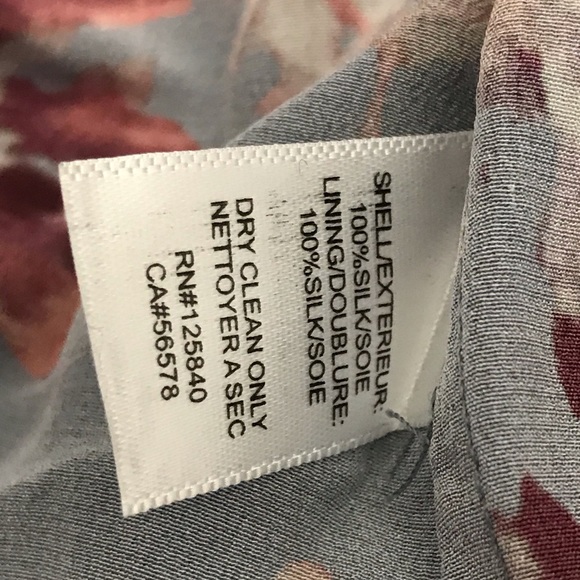 SHELL/EXTERIEUR:
100%SILK/SOIE
LINING/DOUBLURE:
100%SILK/SOIE
DRY CLEAN ONLY
NETTOYER A SEC
RN#125840
CA#56578